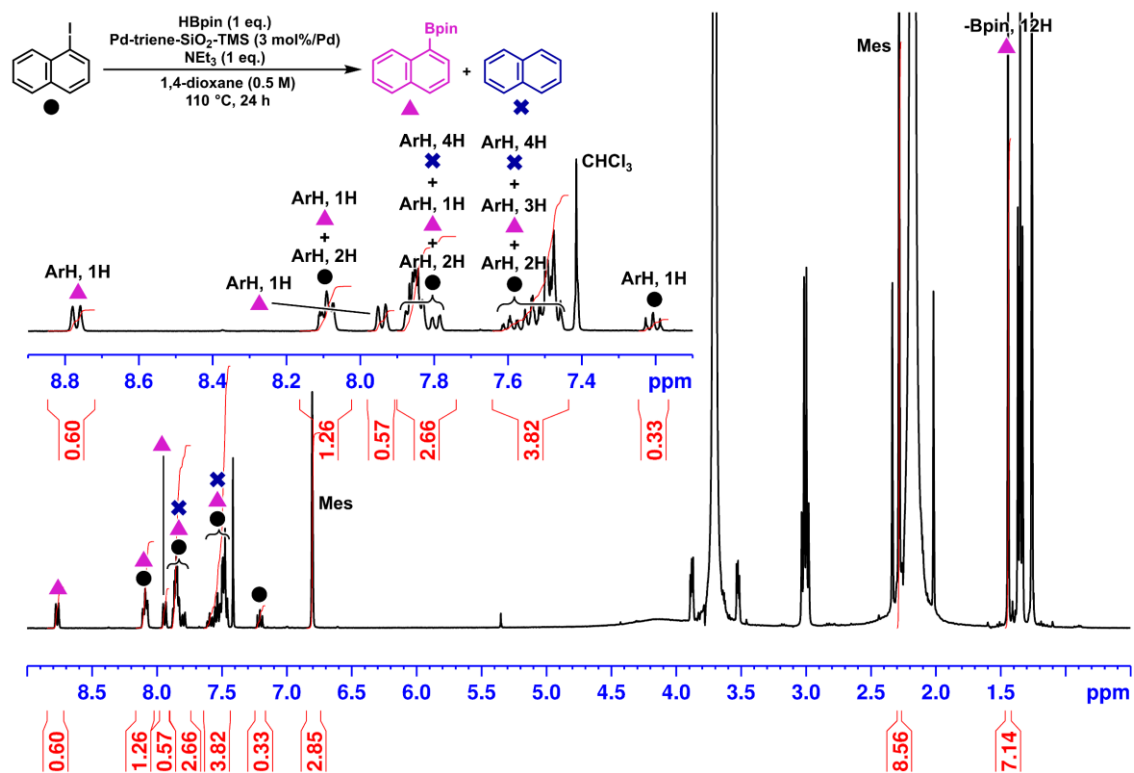 HBpin (1 eq.)
Pd-triene-SiO₂-TMS (3 mol%/Pd)
NEt₃ (1 eq.)
1,4-dioxane (0.5 M)
110 °C, 24 h
I
Bpin
+
Mes
-Bpin, 12H
ArH, 1H
ArH, 1H
+
ArH, 2H
ArH, 1H
ArH, 4H
+
ArH, 1H
+
ArH, 2H
ArH, 4H
+
ArH, 3H
+
ArH, 2H
CHCl₃
ArH, 1H
8.8 8.6 8.4 8.2 8.0 7.8 7.6 7.4 ppm
0.60 1.26 0.57 2.66 3.82 0.33
Mes
8.5 8.0 7.5 7.0 6.5 6.0 5.5 5.0 4.5 4.0 3.5 3.0 2.5 2.0 1.5 ppm
0.60 1.26 0.57 2.66 3.82 0.33 2.85 8.56 7.14